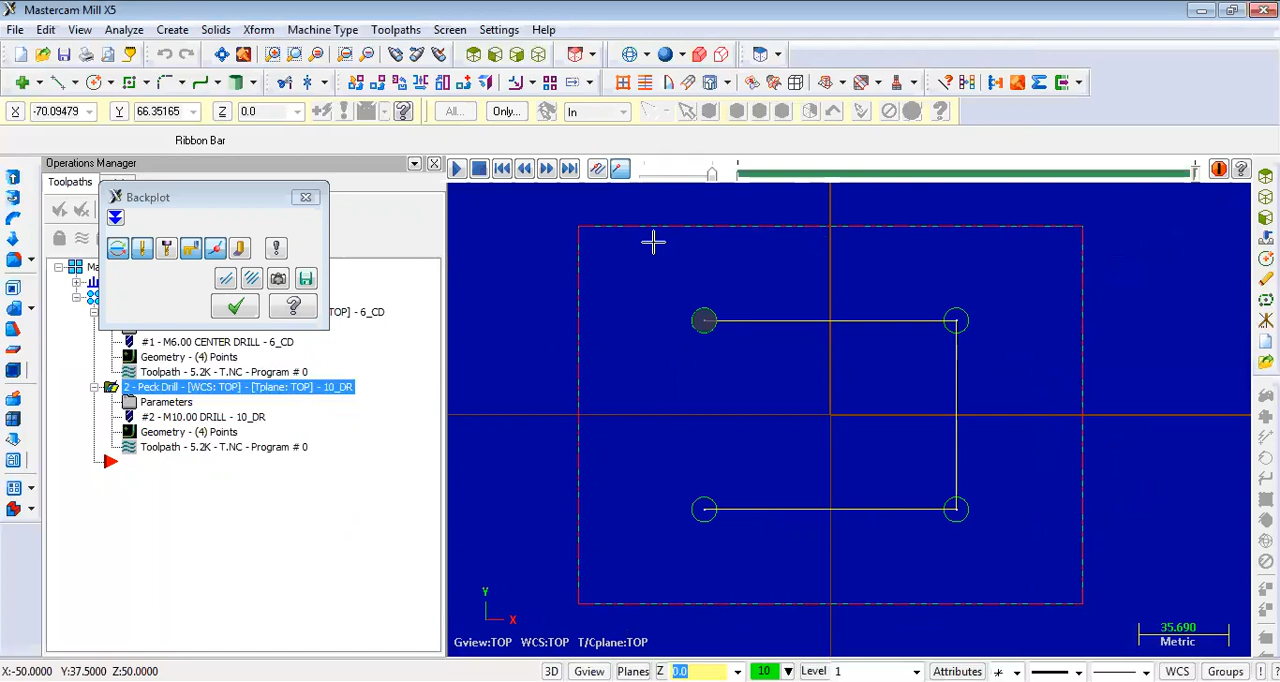 Mastercam Mill X5
File Edit View Analyze Create Solids Xform Machine Type Toolpaths Screen Settings Help
X -70.09479 Y 66.35165 Z 0.0 All... Only... In
Ribbon Bar
Operations Manager
Toolpaths
Backplot
Ma
TOP] - 6_CD
#1 - M6.00 CENTER DRILL - 6_CD
Geometry - (4) Points
Toolpath - 5.2K - T.NC - Program # 0
2 - Peck Drill - [WCS: TOP] - [Tplane: TOP] - 10_DR
Parameters
#2 - M10.00 DRILL - 10_DR
Geometry - (4) Points
Toolpath - 5.2K - T.NC - Program # 0
Y
X
Gview:TOP WCS:TOP T/Cplane:TOP
35.690
Metric
X:-50.0000 Y:37.5000 Z:50.0000 3D Gview Planes Z 0.0 10 Level 1 Attributes WCS Groups ! ?